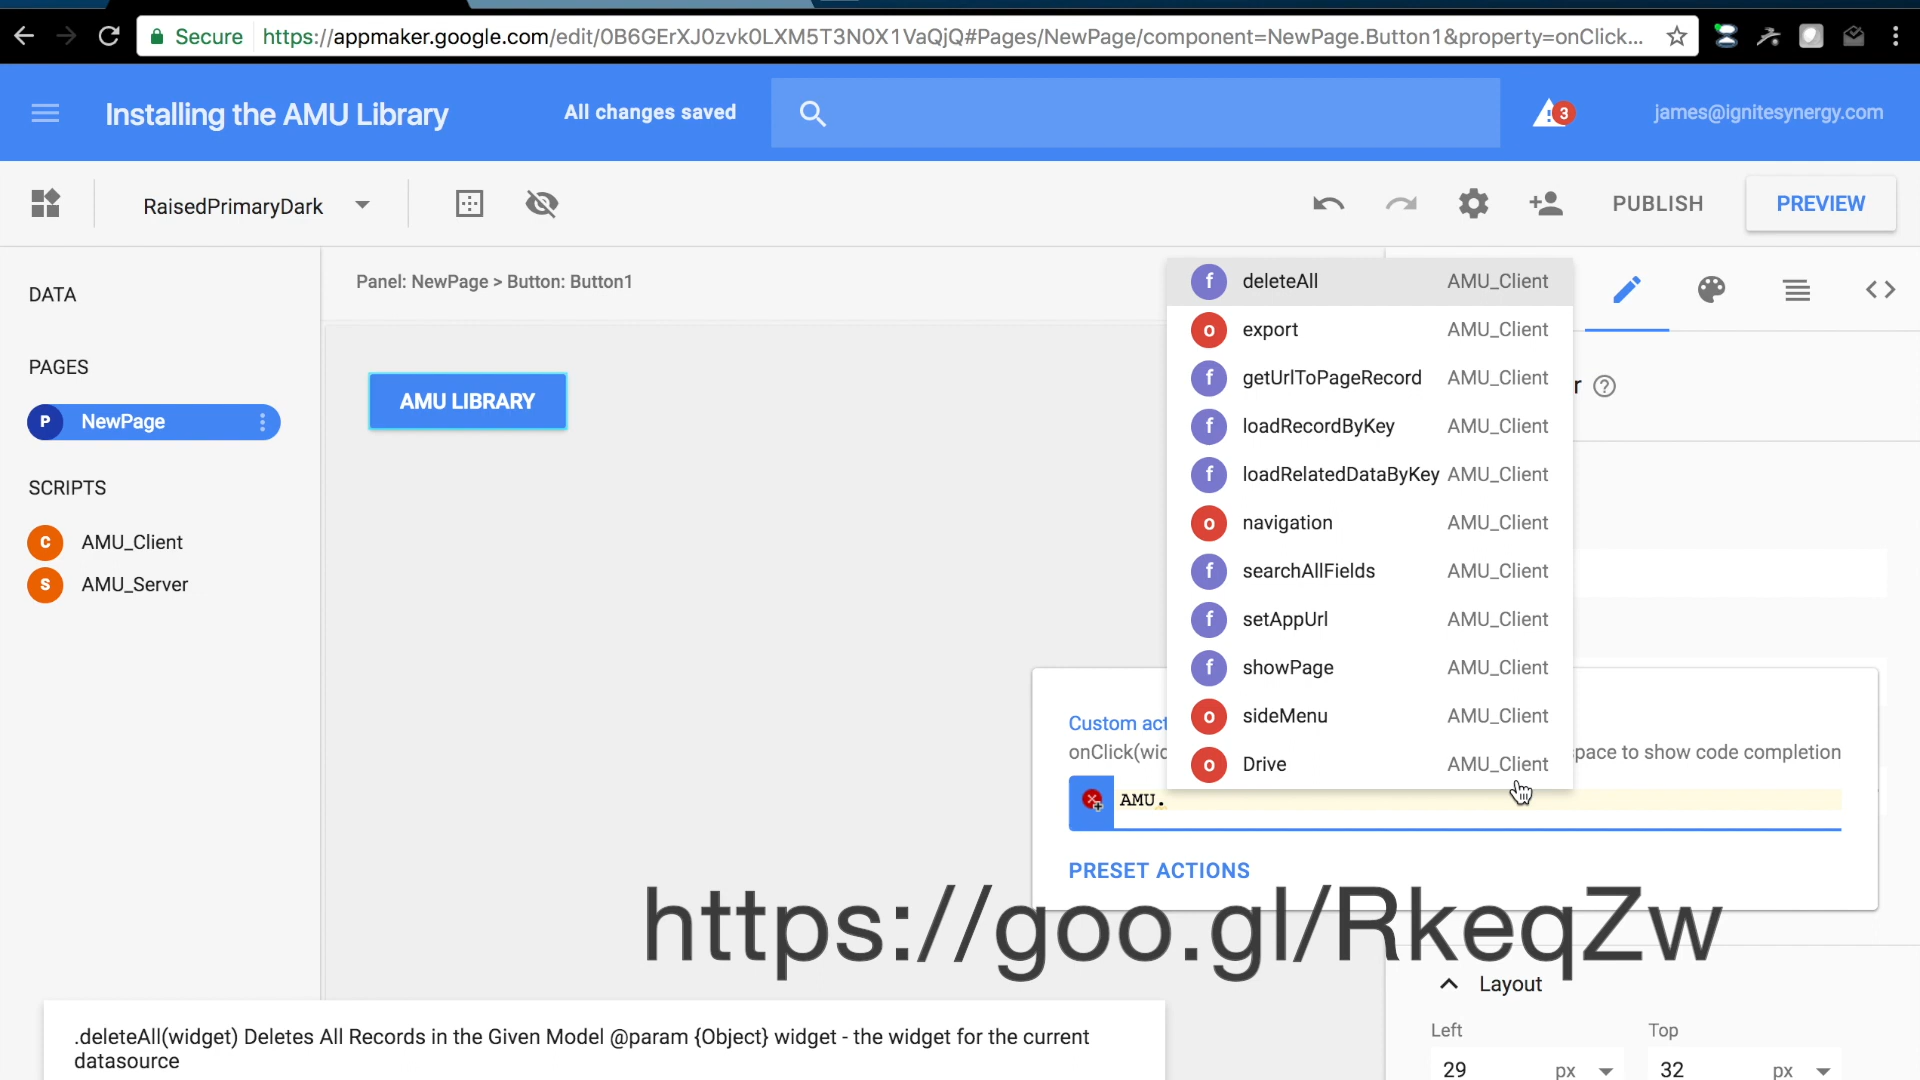 Secure https://appmaker.google.com/edit/0B6GErXJ0zvk0LXM5T3N0X1VaQjQ#Pages/NewPage/component=NewPage.Button1&property=onClick...
Installing the AMU Library
All changes saved
3
james@ignitesynergy.com
RaisedPrimaryDark
PUBLISH
PREVIEW
DATA
PAGES
P NewPage
SCRIPTS
C AMU_Client
S AMU_Server
Panel: NewPage > Button: Button1
AMU LIBRARY
f deleteAll AMU_Client
o export AMU_Client
f getUrlToPageRecord AMU_Client
f loadRecordByKey AMU_Client
f loadRelatedDataByKey AMU_Client
o navigation AMU_Client
f searchAllFields AMU_Client
f setAppUrl AMU_Client
f showPage AMU_Client
o sideMenu AMU_Client
o Drive AMU_Client
r ?
Custom act
onClick(wid
space to show code completion
AMU.
PRESET ACTIONS
https://goo.gl/RkeqZw
Layout
Left
Top
29 px
32 px
.deleteAll(widget) Deletes All Records in the Given Model @param {Object} widget - the widget for the current
datasource